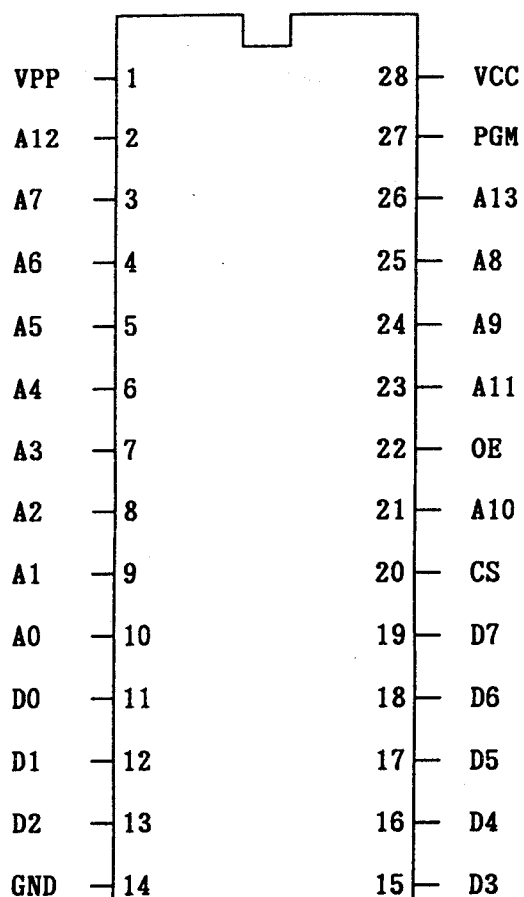 VPP 1 28 VCC
A12 2 27 PGM
A7 3 26 A13
A6 4 25 A8
A5 5 24 A9
A4 6 23 A11
A3 7 22 OE
A2 8 21 A10
A1 9 20 CS
A0 10 19 D7
D0 11 18 D6
D1 12 17 D5
D2 13 16 D4
GND 14 15 D3